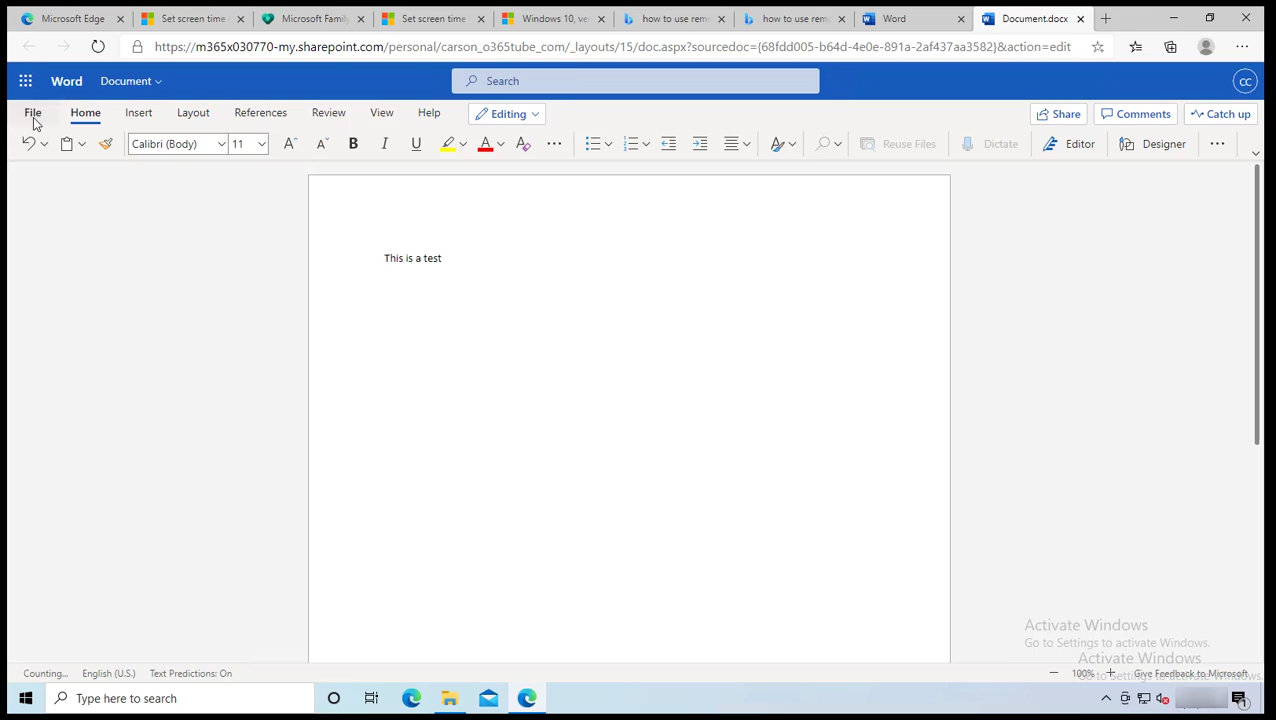 Microsoft Edge
Set screen time
Microsoft Family
Set screen time
Windows 10, ve
how to use rem
how to use remo
Word
Document.docx
https://m365x030770-my.sharepoint.com/personal/carson_o365tube_com/_layouts/15/doc.aspx?sourcedoc={68fdd005-b64d-4e0e-891a-2af437aa3582}&action=edit
Word
Document
Search
CC
File
Home
Insert
Layout
References
Review
View
Help
Editing
Share
Comments
Catch up
Calibri (Body)
11
B
I
U
Reuse Files
Dictate
Editor
Designer
This is a test
Activate Windows
Go to Settings to activate Windows.
Activate Windows
Counting...
English (U.S.)
Text Predictions: On
100%
Give Feedback to Microsoft
Type here to search
1